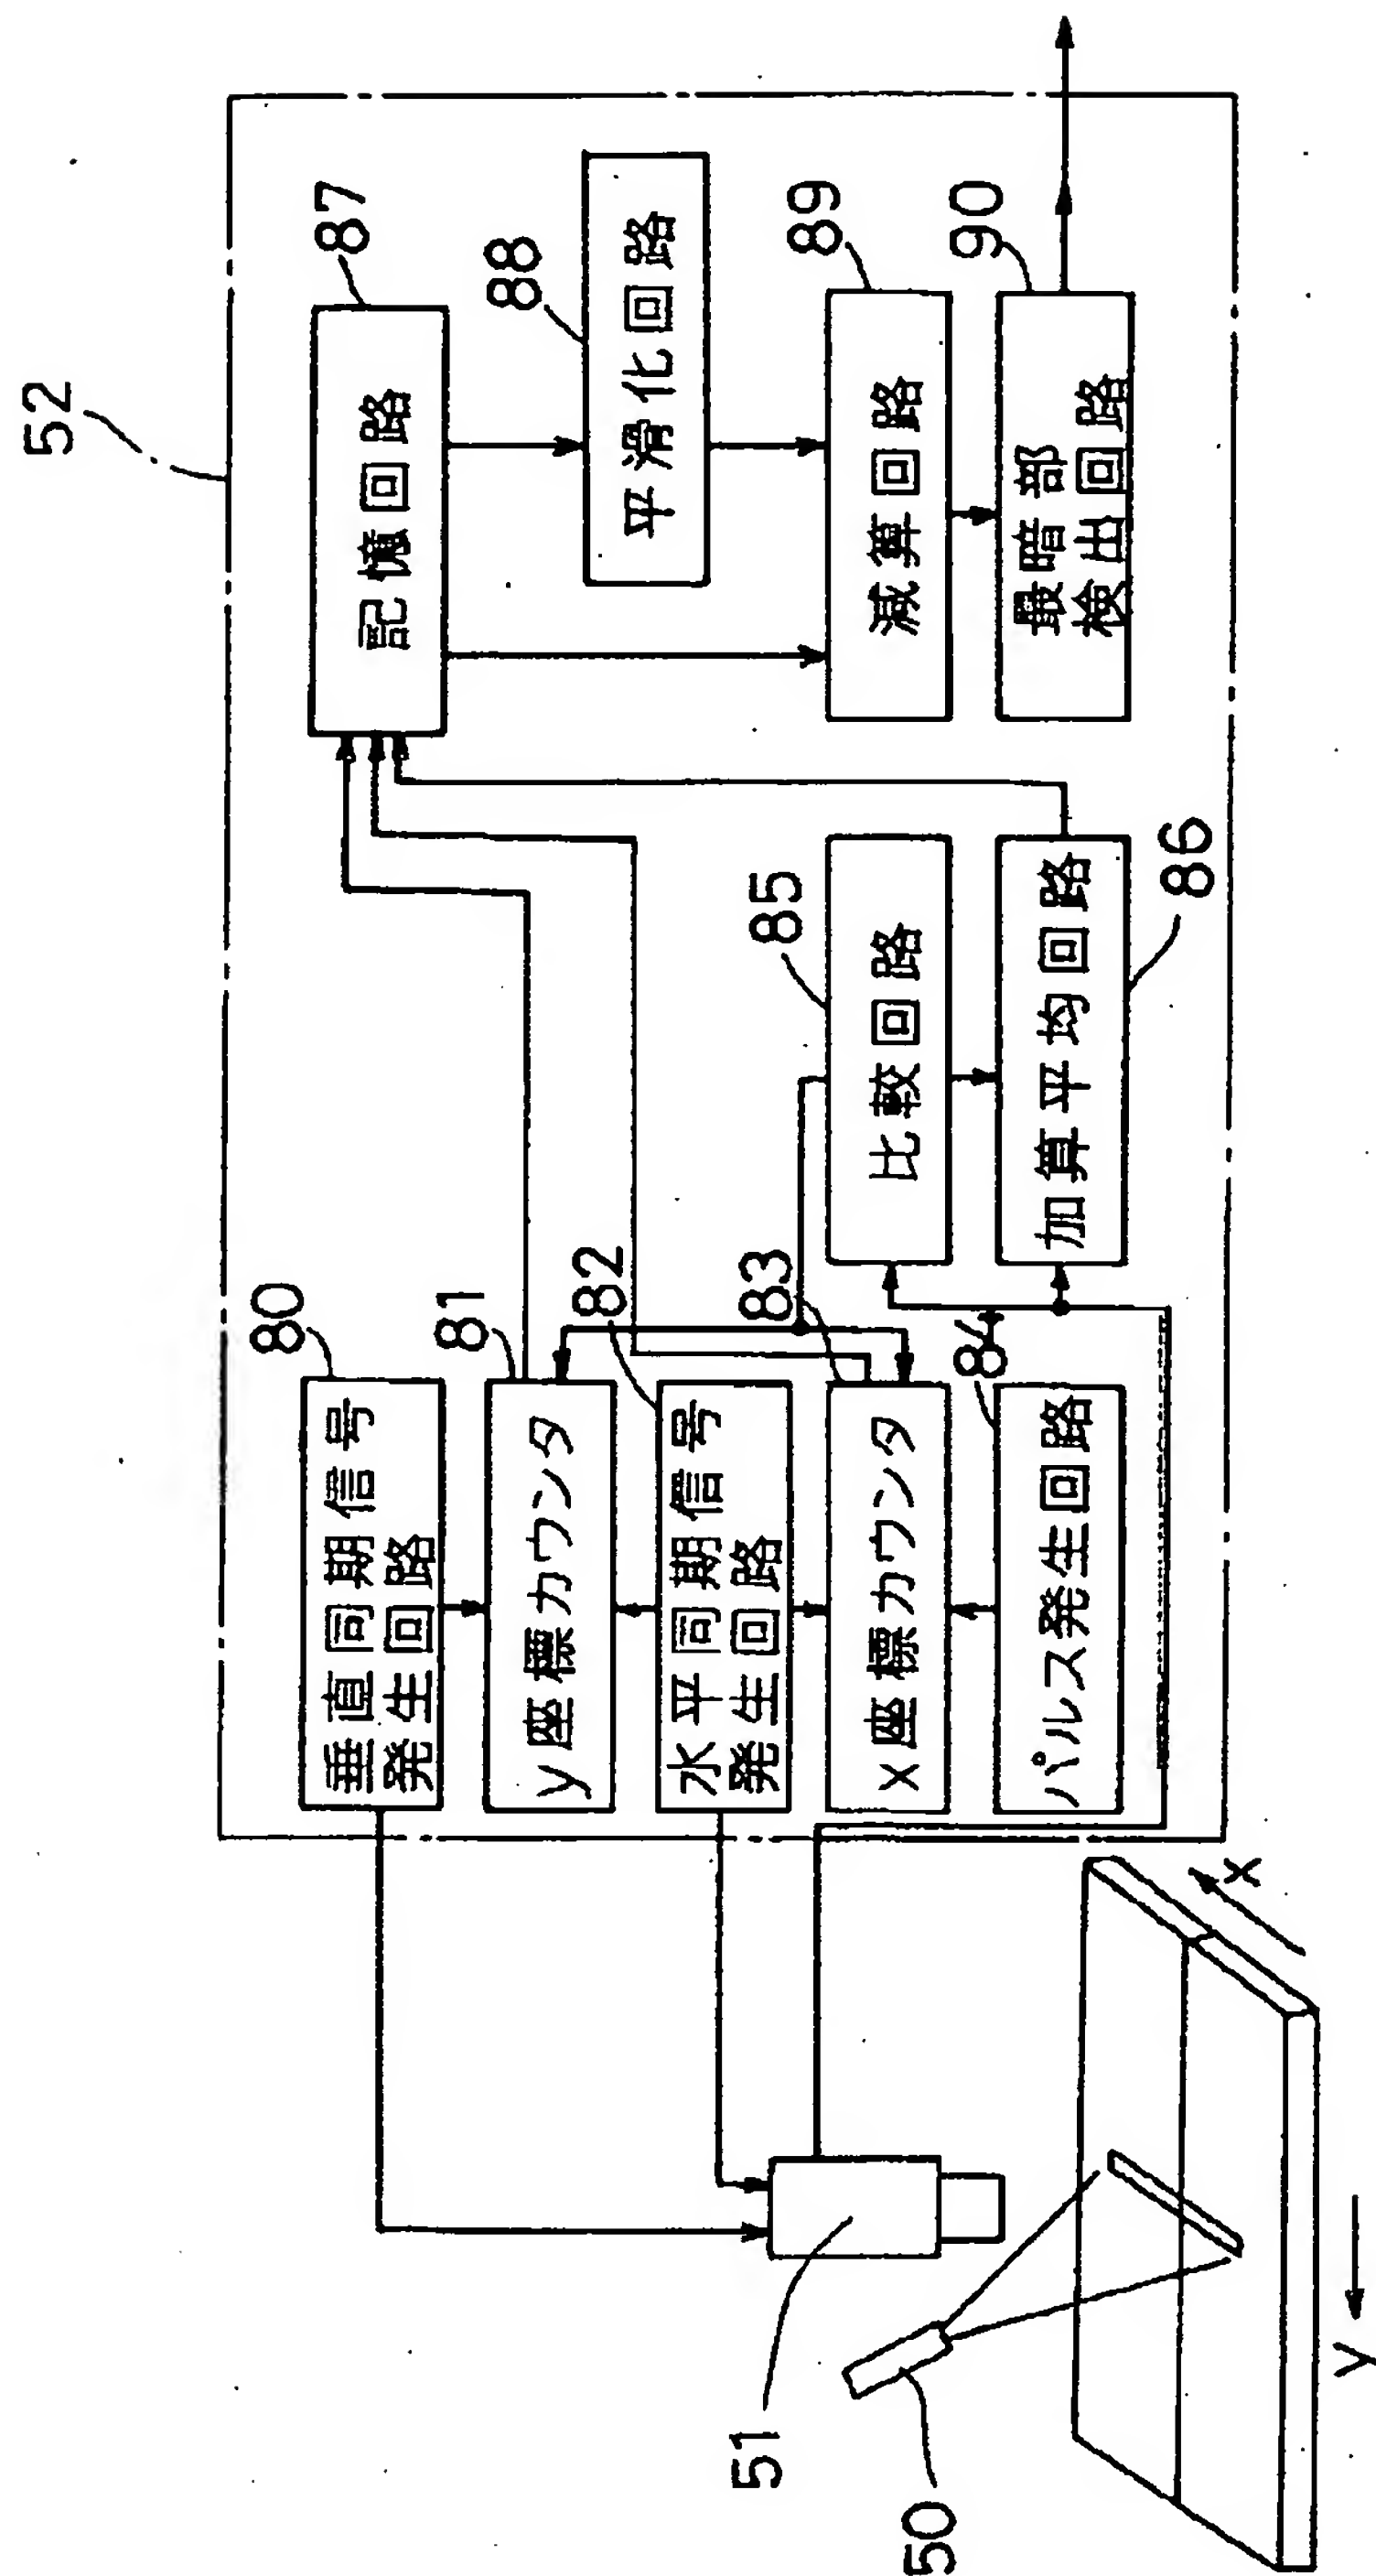 52
80
垂直同期信号
発生回路
81
y座標カウンタ
82
水平同期信号
発生回路
83
x座標カウンタ
84
パルス発生回路
85
比較回路
86
加算平均回路
87
記憶回路
88
平滑化回路
89
減算回路
90
最暗部
検出回路
51
50
x
y